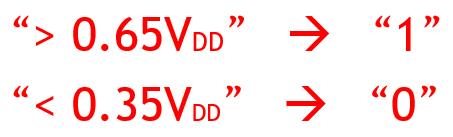 “> 0.65VDD” → “1”
“< 0.35VDD” → “0”